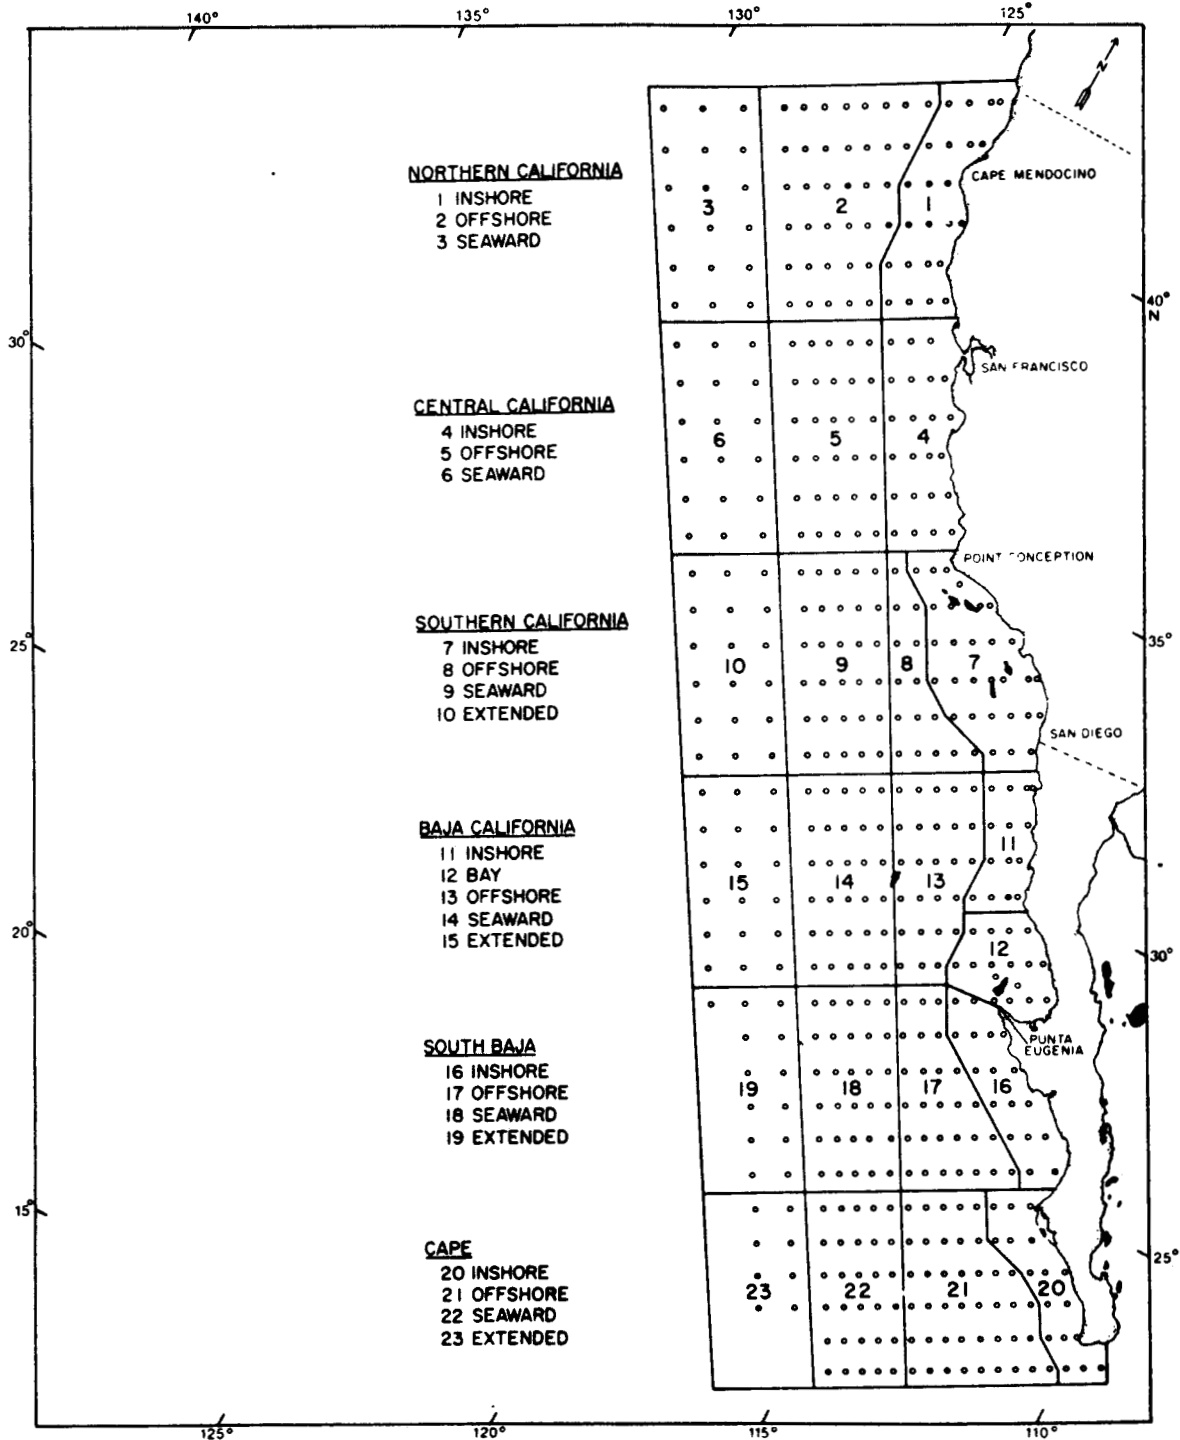 140° 135° 130° 125°
N
NORTHERN CALIFORNIA
1 INSHORE
2 OFFSHORE
3 SEAWARD
3 2 1
CAPE MENDOCINO
40°
N
30°
SAN FRANCISCO
CENTRAL CALIFORNIA
4 INSHORE
5 OFFSHORE
6 SEAWARD
6 5 4
POINT CONCEPTION
SOUTHERN CALIFORNIA
7 INSHORE
8 OFFSHORE
9 SEAWARD
10 EXTENDED
25°
35°
10 9 8 7
SAN DIEGO
BAJA CALIFORNIA
11 INSHORE
12 BAY
13 OFFSHORE
14 SEAWARD
15 EXTENDED
11
15 14 13
20°
12
30°
PUNTA
EUGENIA
SOUTH BAJA
16 INSHORE
17 OFFSHORE
18 SEAWARD
19 EXTENDED
19 18 17 16
15°
25°
CAPE
20 INSHORE
21 OFFSHORE
22 SEAWARD
23 EXTENDED
23 22 21 20
125° 120° 115° 110°